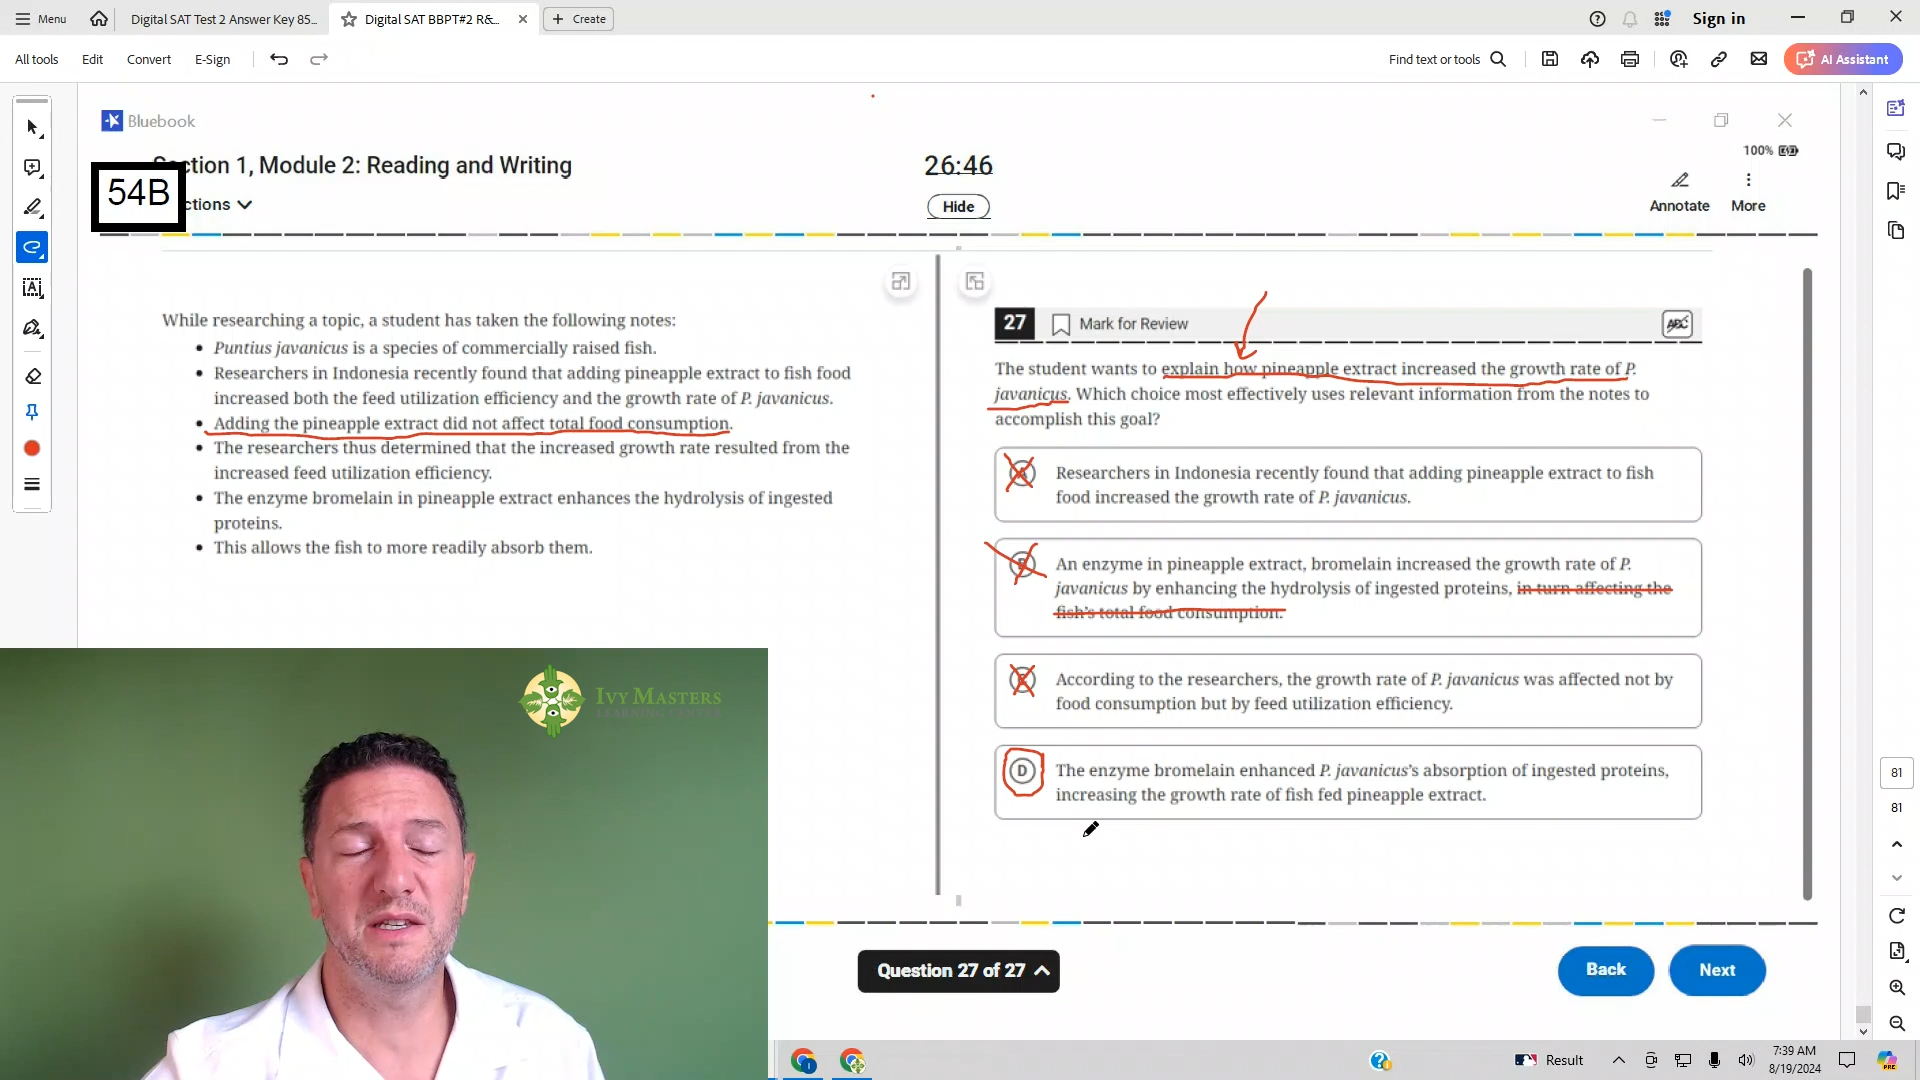 Menu
Digital SAT Test 2 Answer Key 85...
Digital SAT BBPT#2 R&...
Create
Sign in
All tools
Edit
Convert
E-Sign
Find text or tools
AI Assistant
Bluebook
Section 1, Module 2: Reading and Writing
54B
ctions
26:46
Hide
100%
Annotate
More
While researching a topic, a student has taken the following notes:
Puntius javanicus is a species of commercially raised fish.
Researchers in Indonesia recently found that adding pineapple extract to fish food
increased both the feed utilization efficiency and the growth rate of P. javanicus.
Adding the pineapple extract did not affect total food consumption.
The researchers thus determined that the increased growth rate resulted from the
increased feed utilization efficiency.
The enzyme bromelain in pineapple extract enhances the hydrolysis of ingested
proteins.
This allows the fish to more readily absorb them.
27
Mark for Review
ABC
The student wants to explain how pineapple extract increased the growth rate of P.
javanicus. Which choice most effectively uses relevant information from the notes to
accomplish this goal?
Researchers in Indonesia recently found that adding pineapple extract to fish
food increased the growth rate of P. javanicus.
An enzyme in pineapple extract, bromelain increased the growth rate of P.
javanicus by enhancing the hydrolysis of ingested proteins, in turn affecting the
fish's total food consumption.
According to the researchers, the growth rate of P. javanicus was affected not by
food consumption but by feed utilization efficiency.
D
The enzyme bromelain enhanced P. javanicus's absorption of ingested proteins,
increasing the growth rate of fish fed pineapple extract.
IVY MASTERS
LEARNING CENTER
Question 27 of 27
Back
Next
81
81
Result
7:39 AM
8/19/2024